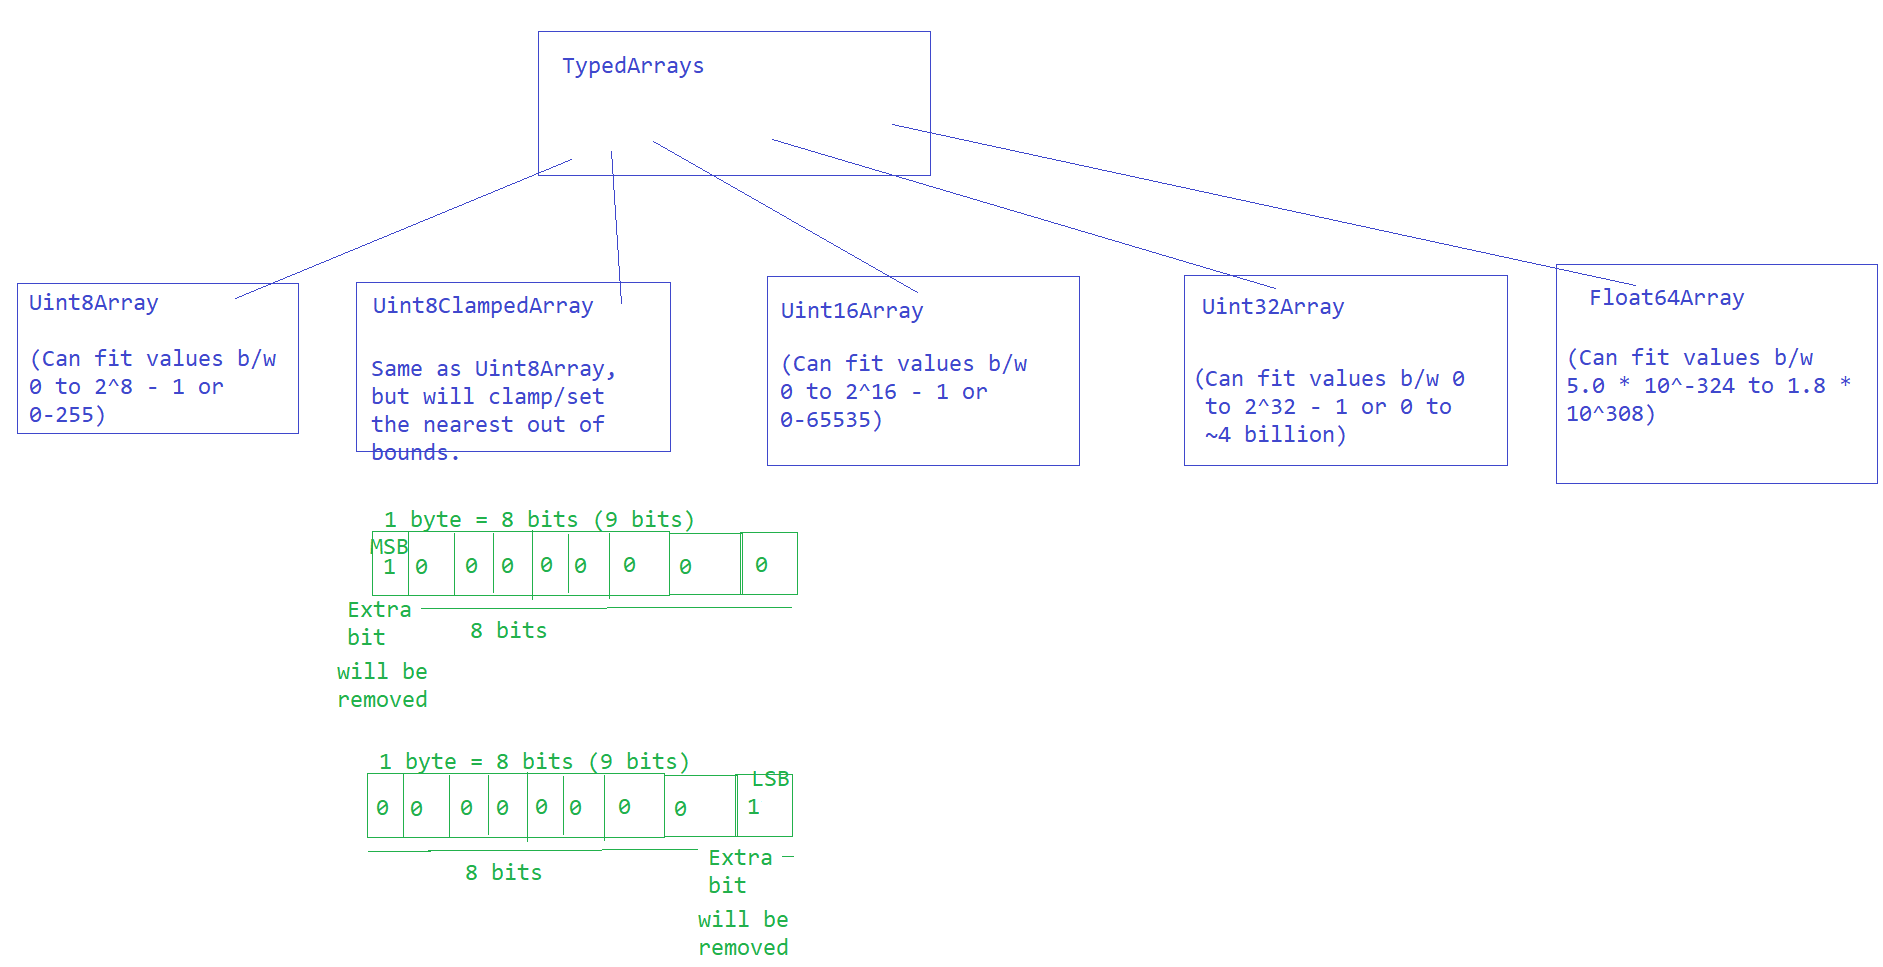 TypedArrays
Uint8Array
(Can fit values b/w
0 to 2^8 - 1 or
0-255)
Uint8ClampedArray
Same as Uint8Array,
but will clamp/set
the nearest out of
bounds.
Uint16Array
(Can fit values b/w
0 to 2^16 - 1 or
0-65535)
Uint32Array
(Can fit values b/w 0
to 2^32 - 1 or 0 to
~4 billion)
Float64Array
(Can fit values b/w
5.0 * 10^-324 to 1.8 *
10^308)
1 byte = 8 bits (9 bits)
MSB
1 0 0 0 0 0 0 0 0
Extra
bit
8 bits
will be
removed
1 byte = 8 bits (9 bits)
LSB
0 0 0 0 0 0 0 0 1
8 bits
Extra
bit
will be
removed